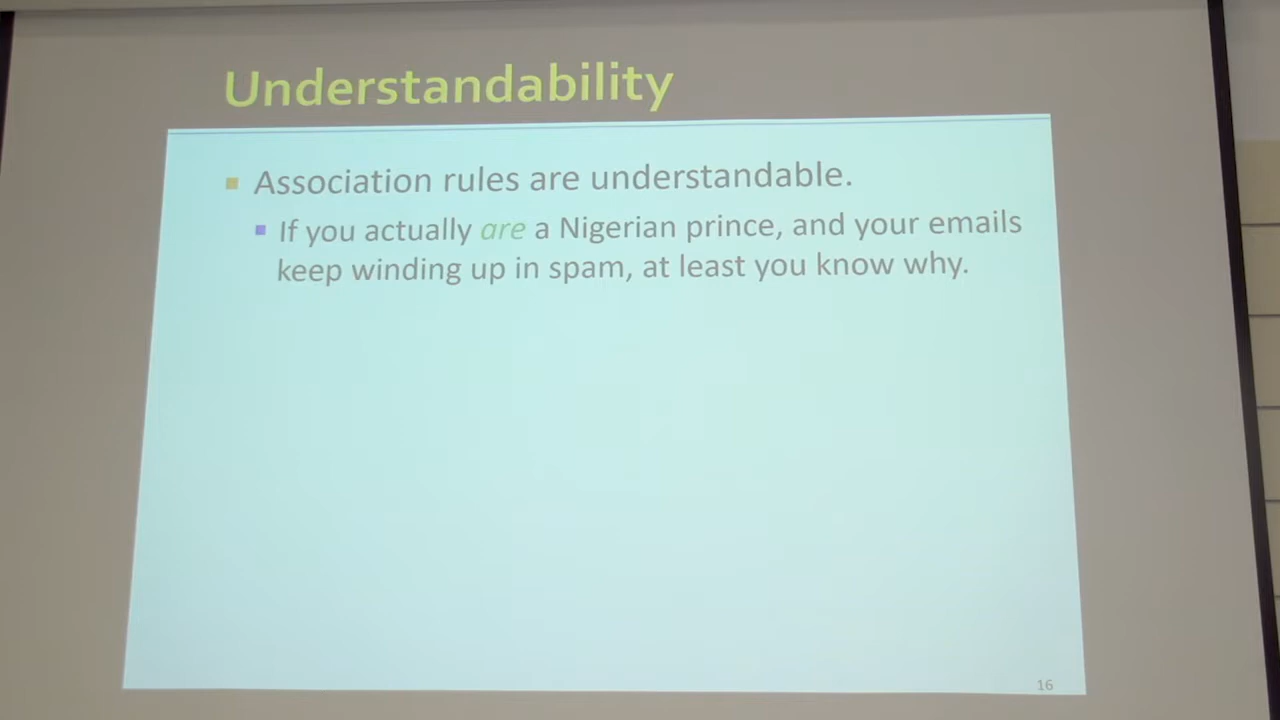 Understandability
Association rules are understandable.
If you actually are a Nigerian prince, and your emails
keep winding up in spam, at least you know why.
16